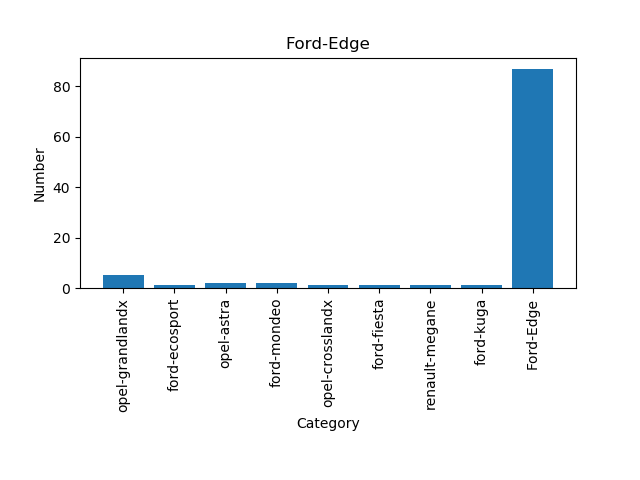 Ford-Edge
Number
80
60
40
20
0
opel-grandlandx
ford-ecosport
opel-astra
ford-mondeo
opel-crosslandx
ford-fiesta
renault-megane
ford-kuga
Ford-Edge
Category